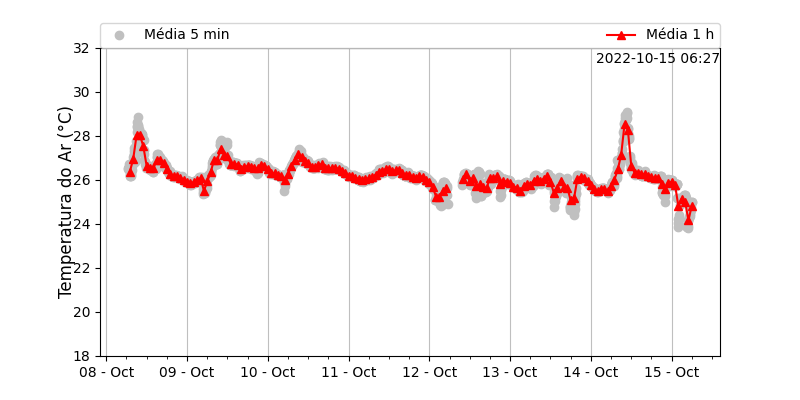 Média 5 min
Média 1 h
2022-10-15 06:27
Temperatura do Ar (°C)
32
30
28
26
24
22
20
18
08 - Oct
09 - Oct
10 - Oct
11 - Oct
12 - Oct
13 - Oct
14 - Oct
15 - Oct